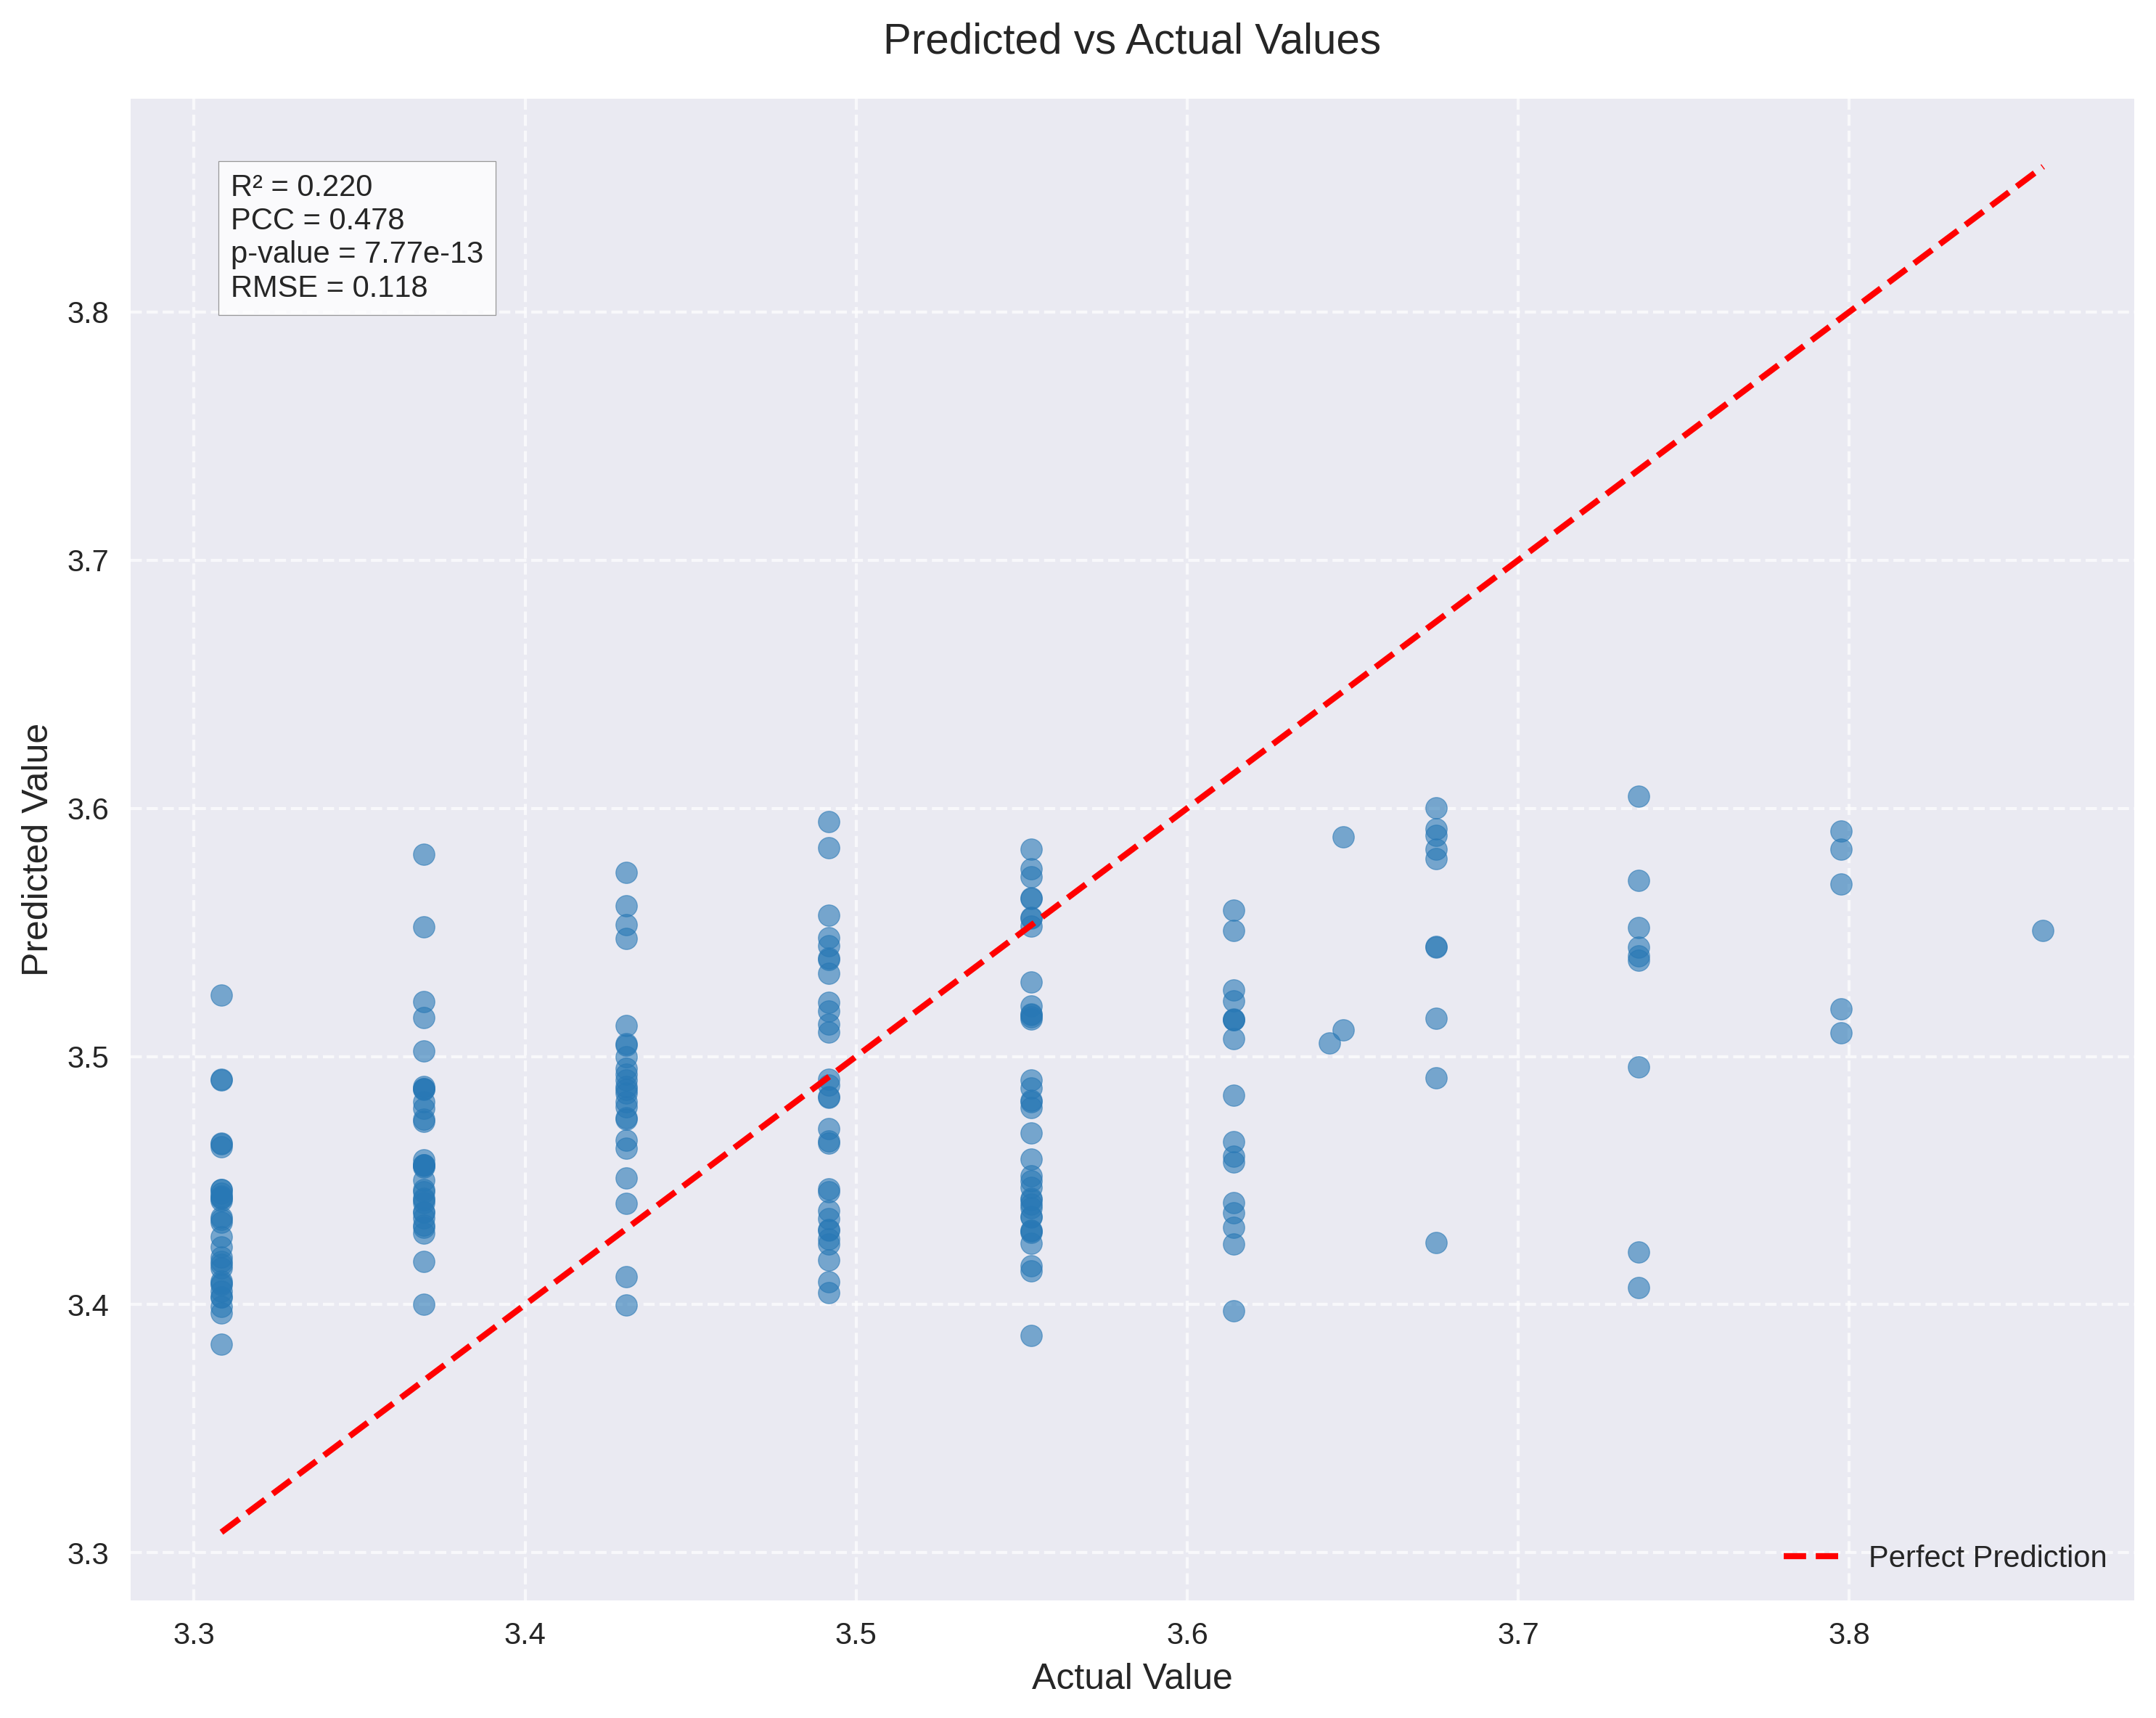 Predicted vs Actual Values
R² = 0.220
PCC = 0.478
p-value = 7.77e-13
RMSE = 0.118
3.8
3.7
3.6
3.5
3.4
3.3
Predicted Value
Perfect Prediction
3.3 3.4 3.5 3.6 3.7 3.8
Actual Value